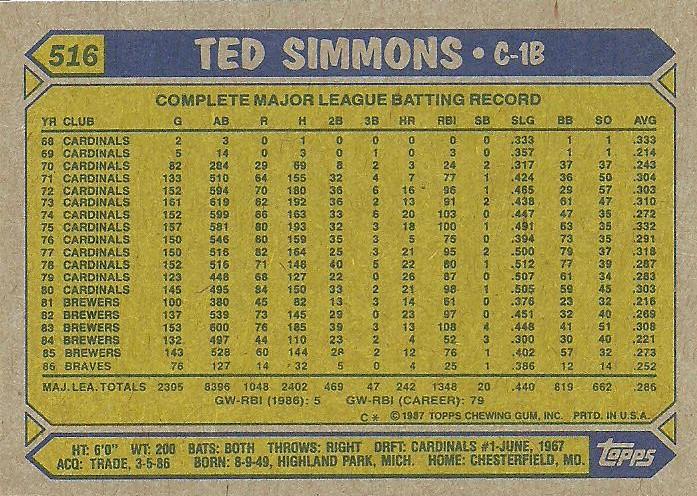 516 TED SIMMONS • C-1B
COMPLETE MAJOR LEAGUE BATTING RECORD
YR CLUB G AB R H 2B 3B HR RBI SB SLG BB SO AVG
68 CARDINALS 2 3 0 1 0 0 0 0 0 .333 1 1 .333
69 CARDINALS 5 14 0 3 0 1 0 3 0 .357 1 1 .214
70 CARDINALS 82 284 29 69 8 2 3 24 2 .317 37 37 .243
71 CARDINALS 133 510 64 155 32 4 7 77 1 .424 36 50 .304
72 CARDINALS 152 594 70 180 36 6 16 96 1 .465 29 57 .303
73 CARDINALS 161 619 62 192 36 2 13 91 2 .438 61 47 .310
74 CARDINALS 152 599 66 163 33 6 20 103 0 .447 47 35 .272
75 CARDINALS 157 581 80 193 32 3 18 100 1 .491 63 35 .332
76 CARDINALS 150 546 60 159 35 3 5 75 0 .394 73 35 .291
77 CARDINALS 150 516 82 164 25 3 21 95 2 .500 79 37 .318
78 CARDINALS 152 516 71 148 40 5 22 80 1 .512 77 39 .287
79 CARDINALS 123 448 68 127 22 0 26 87 0 .507 61 34 .283
80 CARDINALS 145 495 84 150 33 2 21 98 1 .505 59 45 .303
81 BREWERS 100 380 45 82 13 3 14 61 0 .376 23 32 .216
82 BREWERS 137 539 73 145 29 0 23 97 0 .451 32 40 .269
83 BREWERS 153 600 76 185 39 3 13 108 4 .448 41 51 .308
84 BREWERS 132 497 44 110 23 2 4 52 3 .300 30 40 .221
85 BREWERS 143 528 60 144 28 2 12 76 1 .402 57 32 .273
86 BRAVES 76 127 14 32 5 0 4 25 1 .386 12 14 .252
MAJ. LEA. TOTALS 2305 8396 1048 2402 469 47 242 1348 20 .440 819 662 .286
GW-RBI (1986): 5 GW-RBI (CAREER): 79
C* © 1987 TOPPS CHEWING GUM, INC. PRTD. IN U.S.A.
HT: 6'0" WT: 200 BATS: BOTH THROWS: RIGHT DRFT: CARDINALS #1-JUNE, 1967
ACQ: TRADE, 3-5-86 BORN: 8-9-49, HIGHLAND PARK, MICH. HOME: CHESTERFIELD, MO.
topps